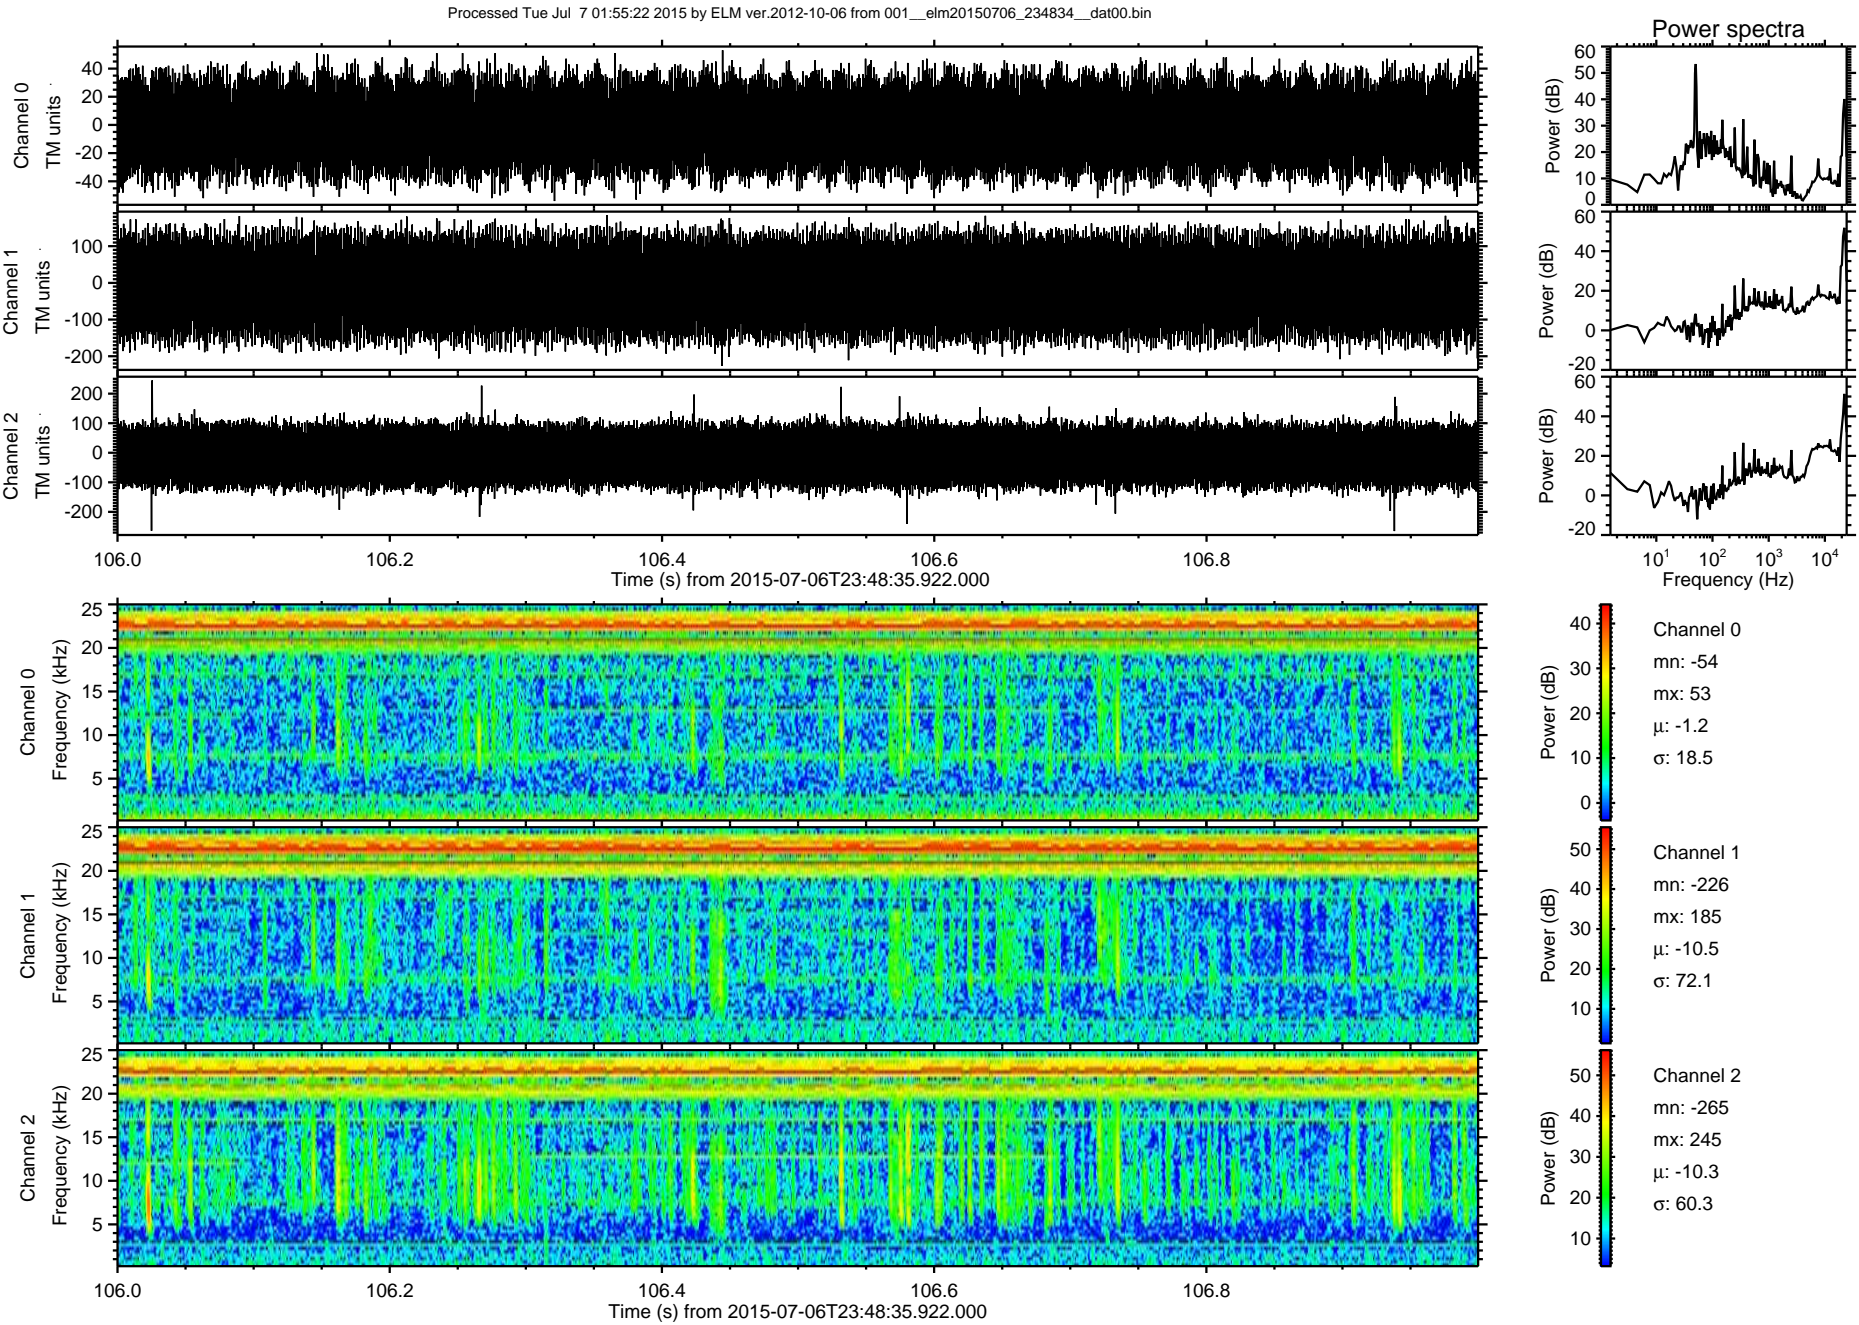 Processed Tue Jul  7 01:55:22 2015 by ELM ver.2012-10-06 from 001__elm20150706_234834__dat00.bin
Power spectra
Channel 0
TM units
40
20
0
-20
-40
Power (dB)
60
50
40
30
20
10
0
Channel 1
TM units
100
0
-100
-200
Power (dB)
60
40
20
0
-20
Channel 2
TM units
200
100
0
-100
-200
Power (dB)
60
40
20
0
-20
106.0 106.2 106.4 106.6 106.8
Time (s) from 2015-07-06T23:48:35.922.000
10^1 10^2 10^3 10^4
Frequency (Hz)
Channel 0
Frequency (kHz)
25
20
15
10
5
Power (dB)
40
30
20
10
0
Channel 0
mn: -54
mx: 53
μ: -1.2
σ: 18.5
Channel 1
Frequency (kHz)
25
20
15
10
5
Power (dB)
50
40
30
20
10
Channel 1
mn: -226
mx: 185
μ: -10.5
σ: 72.1
Channel 2
Frequency (kHz)
25
20
15
10
5
Power (dB)
50
40
30
20
10
Channel 2
mn: -265
mx: 245
μ: -10.3
σ: 60.3
106.0 106.2 106.4 106.6 106.8
Time (s) from 2015-07-06T23:48:35.922.000